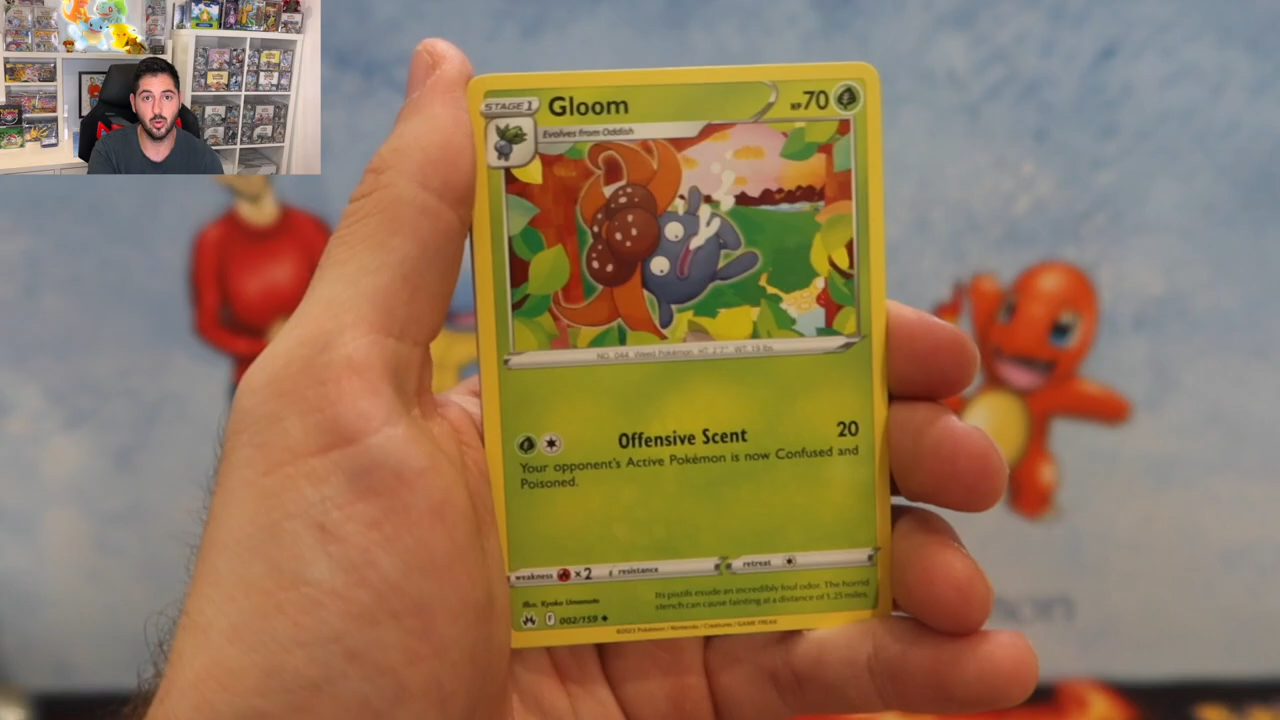 STAGE 1
Gloom
HP 70
Evolves from Oddish
NO. 044 Weed Pokémon HT: 2'7" WT: 19 lbs
Offensive Scent 20
Your opponent's Active Pokémon is now Confused and
Poisoned.
weakness ×2 resistance retreat
Illus. Kyoko Umemoto
Its pistils exude an incredibly foul odor. The horrid
stench can cause fainting at a distance of 1.25 miles.
F 002/159
©2023 Pokémon / Nintendo / Creatures / GAME FREAK